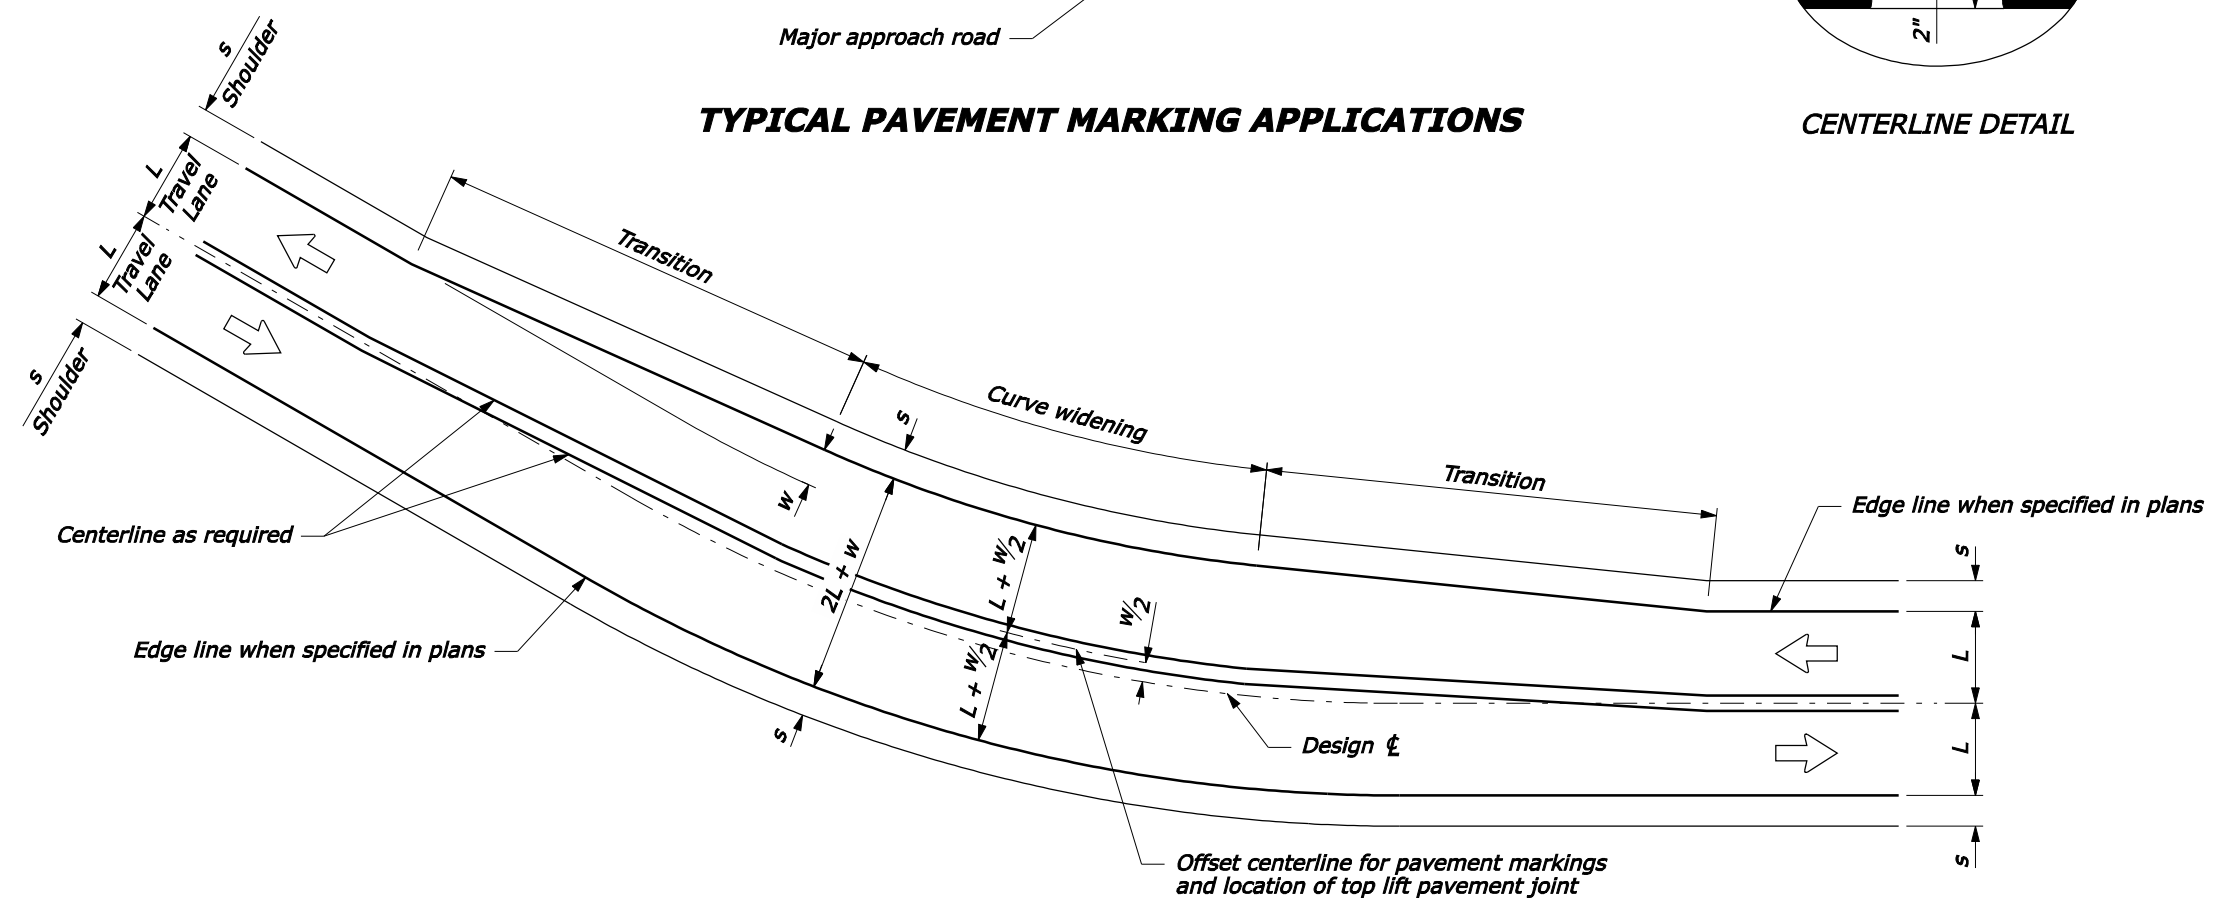 Major approach road
2"
TYPICAL PAVEMENT MARKING APPLICATIONS
CENTERLINE DETAIL
s
Shoulder
L
Travel
Lane
L
Travel
Lane
s
Shoulder
Transition
Curve widening
s
w
Transition
Edge line when specified in plans
Centerline as required
2L + w
L + w/2
w/2
L + w/2
Edge line when specified in plans
s
s
L
L
s
Design ℄
Offset centerline for pavement markings
and location of top lift pavement joint